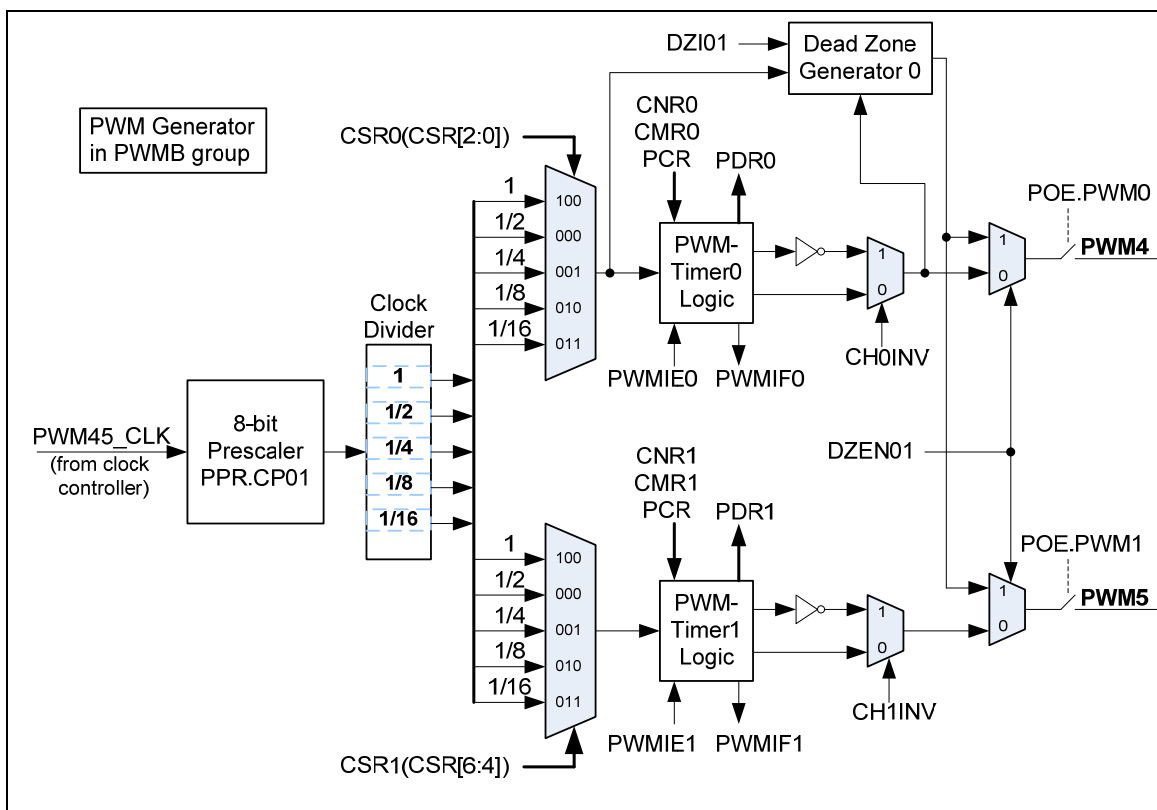 PWM Generator
in PWMB group
DZI01
Dead Zone
Generator 0
CSR0(CSR[2:0])
CNR0
CMR0
PCR
PDR0
POE.PWM0
1
1/2
1/4
1/8
1/16
100
000
001
010
011
PWM-
Timer0
Logic
1
0
1
0
PWM4
PWMIE0
PWMIF0
CH0INV
Clock
Divider
1
1/2
1/4
1/8
1/16
PWM45_CLK
(from clock
controller)
8-bit
Prescaler
PPR.CP01
DZEN01
CNR1
CMR1
PCR
PDR1
POE.PWM1
1
1/2
1/4
1/8
1/16
100
000
001
010
011
PWM-
Timer1
Logic
1
0
1
0
PWM5
PWMIE1
PWMIF1
CH1INV
CSR1(CSR[6:4])